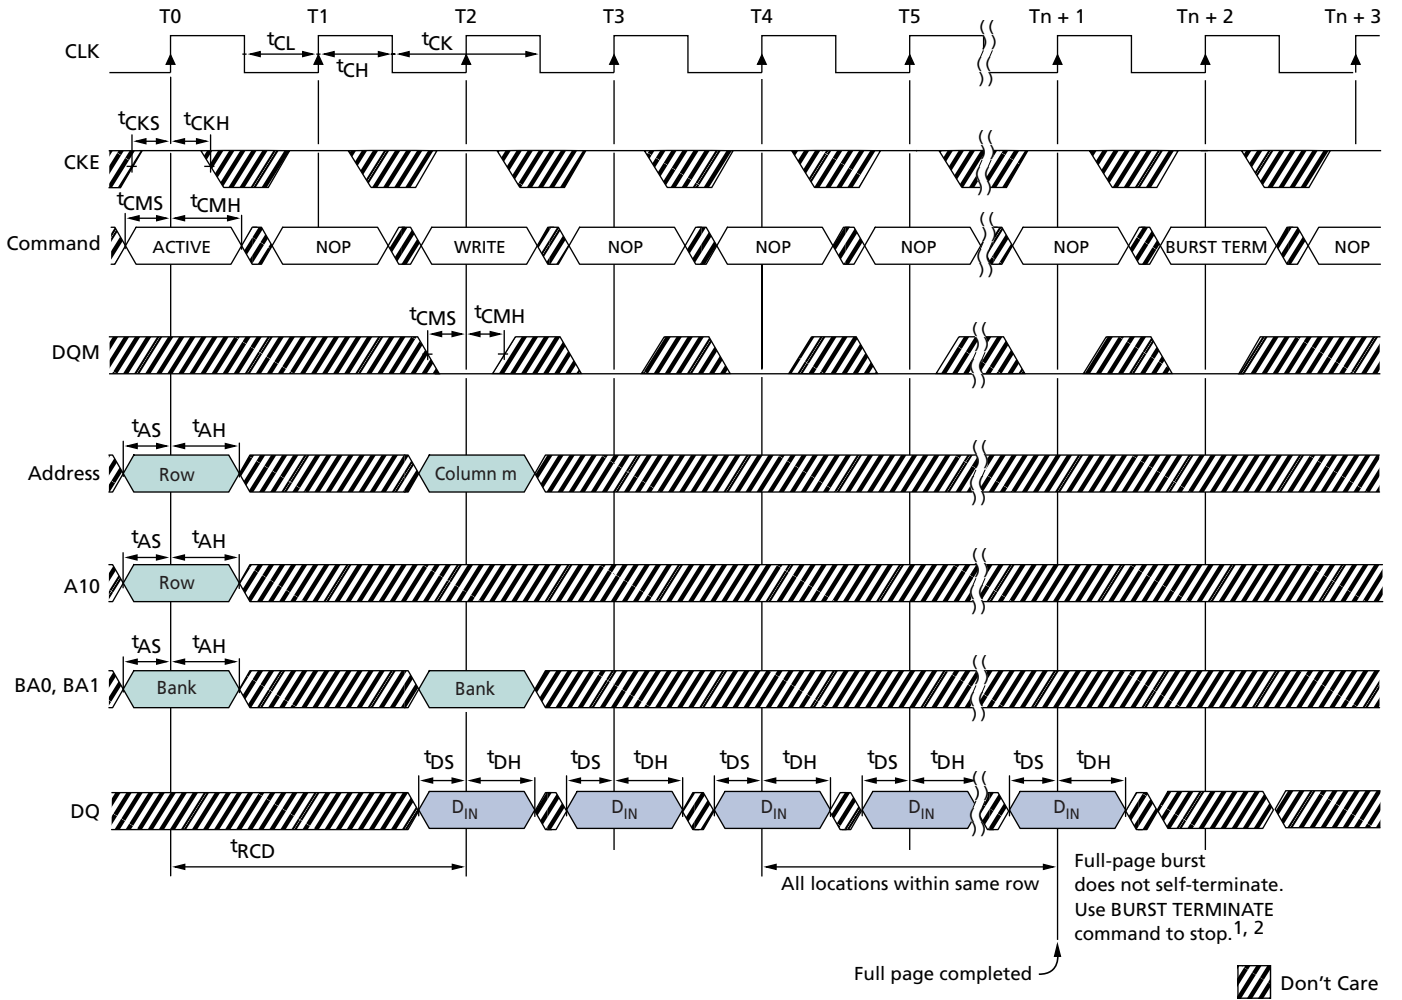 T0 T1 T2 T3 T4 T5 Tn + 1 Tn + 2 Tn + 3
CLK
tCL tCK
tCH
tCKS tCKH
CKE
tCMS tCMH
Command ACTIVE NOP WRITE NOP NOP NOP NOP BURST TERM NOP
tCMS tCMH
DQM
tAS tAH
Address Row Column m
tAS tAH
A10 Row
tAS tAH
BA0, BA1 Bank Bank
tDS tDH tDS tDH tDS tDH tDS tDH tDS tDH
DQ DIN DIN DIN DIN DIN
tRCD
All locations within same row
Full-page burst
does not self-terminate.
Use BURST TERMINATE
command to stop.1, 2
Full page completed
Don't Care